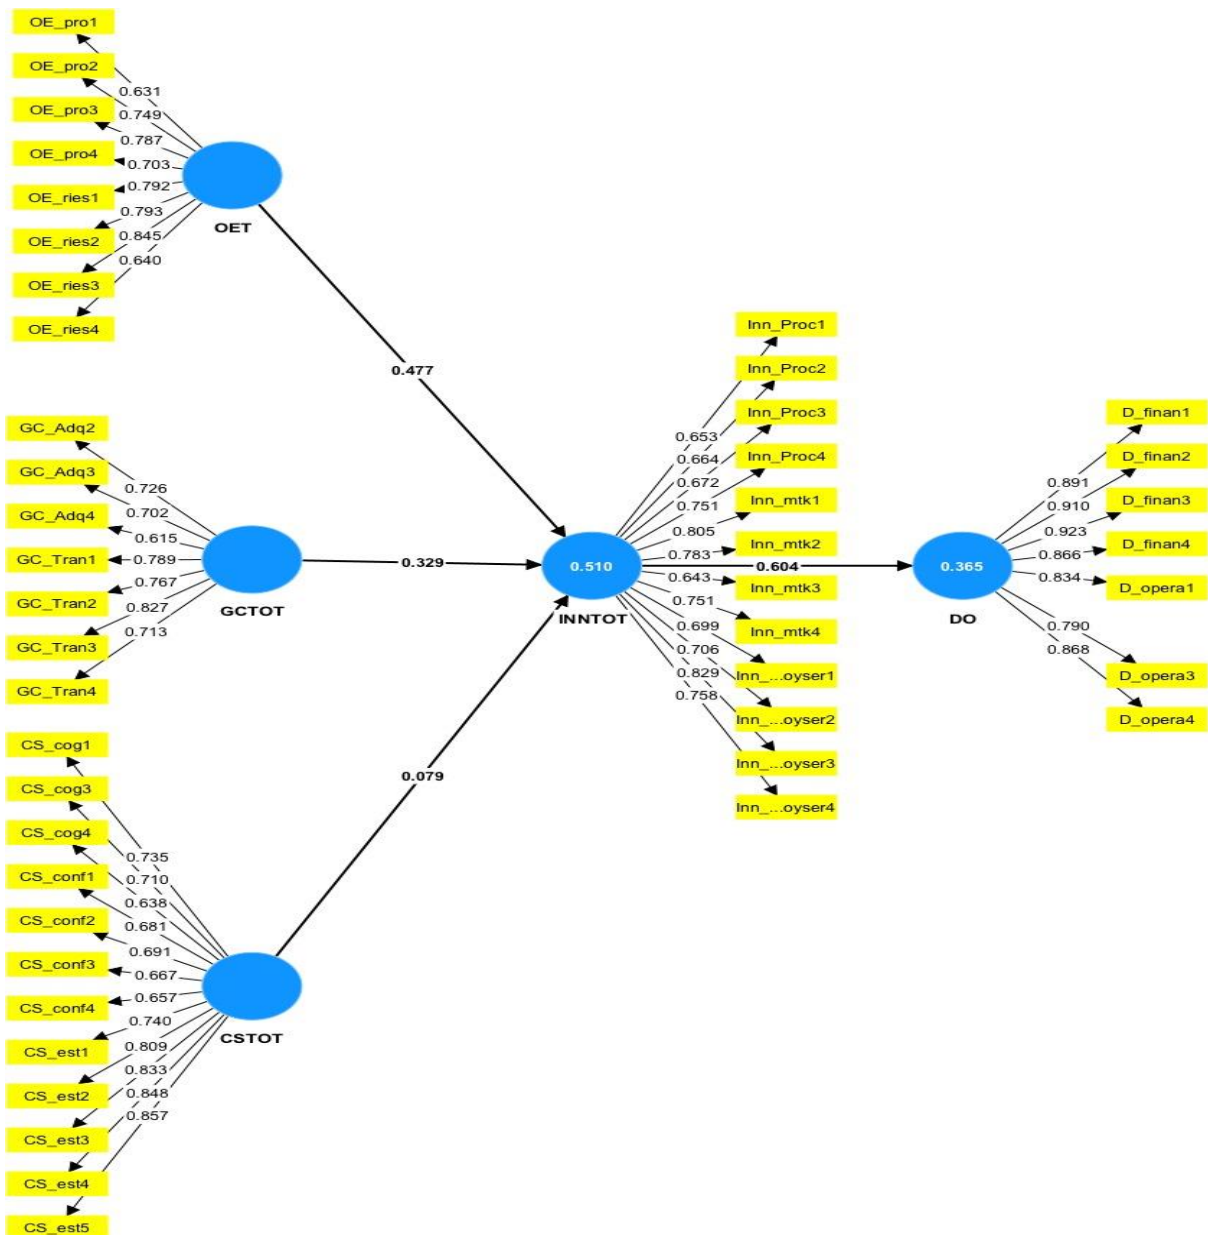 OE_pro1
OE_pro2
OE_pro3
OE_pro4
OE_ries1
OE_ries2
OE_ries3
OE_ries4
0.631
0.749
0.787
0.703
0.792
0.793
0.845
0.640
OET
0.477
GC_Adq2
GC_Adq3
GC_Adq4
GC_Tran1
GC_Tran2
GC_Tran3
GC_Tran4
0.726
0.702
0.615
0.789
0.767
0.827
0.713
GCTOT
0.329
CS_cog1
CS_cog3
CS_cog4
CS_conf1
CS_conf2
CS_conf3
CS_conf4
CS_est1
CS_est2
CS_est3
CS_est4
CS_est5
0.735
0.710
0.638
0.681
0.691
0.667
0.657
0.740
0.809
0.833
0.848
0.857
CSTOT
0.079
0.510
INNTOT
0.653
0.664
0.672
0.751
0.805
0.783
0.643
0.751
0.699
0.706
0.829
0.758
Inn_Proc1
Inn_Proc2
Inn_Proc3
Inn_Proc4
Inn_mtk1
Inn_mtk2
Inn_mtk3
Inn_mtk4
Inn_...oyser1
Inn_...oyser2
Inn_...oyser3
Inn_...oyser4
0.604
0.365
DO
0.891
0.910
0.923
0.866
0.834
0.790
0.868
D_finan1
D_finan2
D_finan3
D_finan4
D_opera1
D_opera3
D_opera4